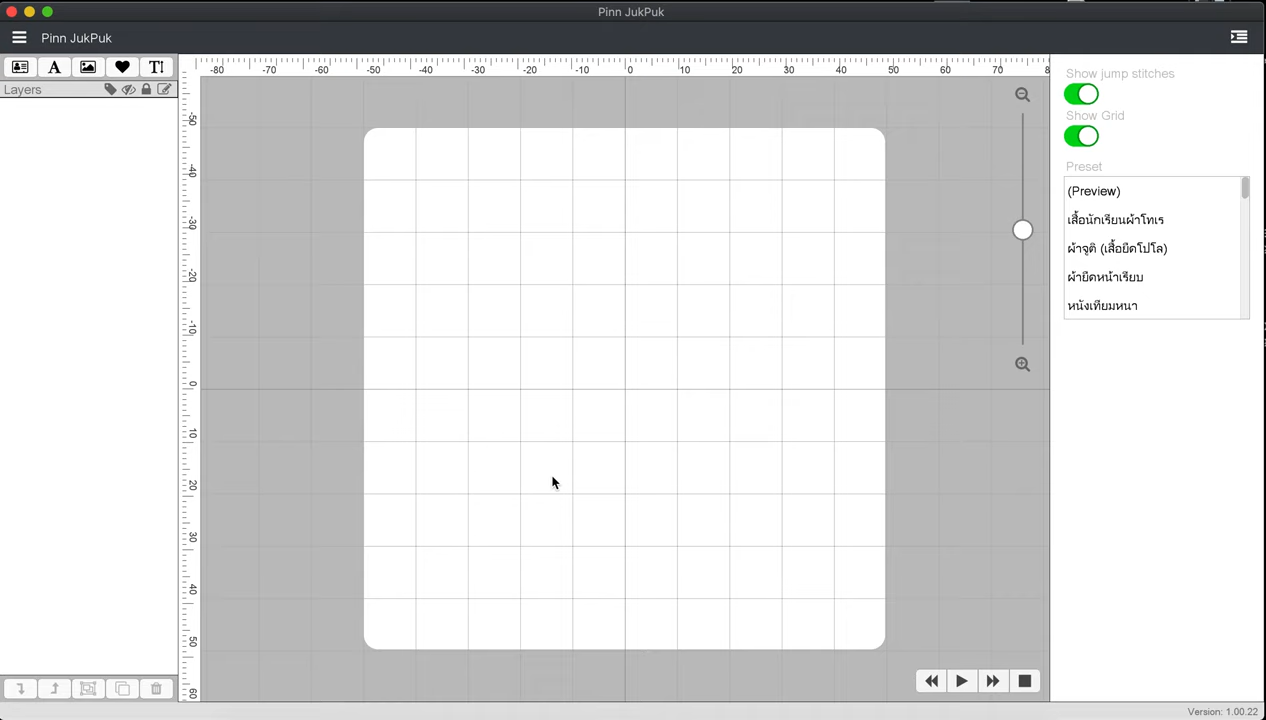 Pinn JukPuk
Pinn JukPuk
A
T
Layers
-80 -70 -60 -50 -40 -30 -20 -10 0 10 20 30 40 50 60 70 8
-50
-40
-30
-20
-10
0
10
20
30
40
50
60
Show jump stitches
Show Grid
Preset
(Preview)
เสื้อนักเรียนผ้าโทเร
ผ้าจูติ (เสื้อยืดโปโล)
ผ้ายืดหน้าเรียบ
หนังเทียมหนา
Version: 1.00.22